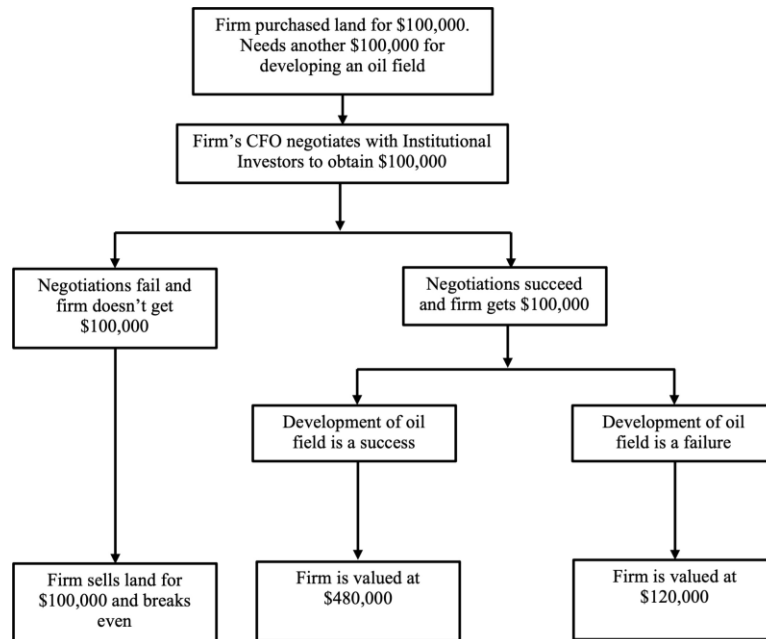 Firm purchased land for $100,000.
Needs another $100,000 for
developing an oil field
Firm's CFO negotiates with Institutional
Investors to obtain $100,000
Negotiations fail and
firm doesn't get
$100,000
Negotiations succeed
and firm gets $100,000
Development of oil
field is a success
Development of oil
field is a failure
Firm sells land for
$100,000 and breaks
even
Firm is valued at
$480,000
Firm is valued at
$120,000